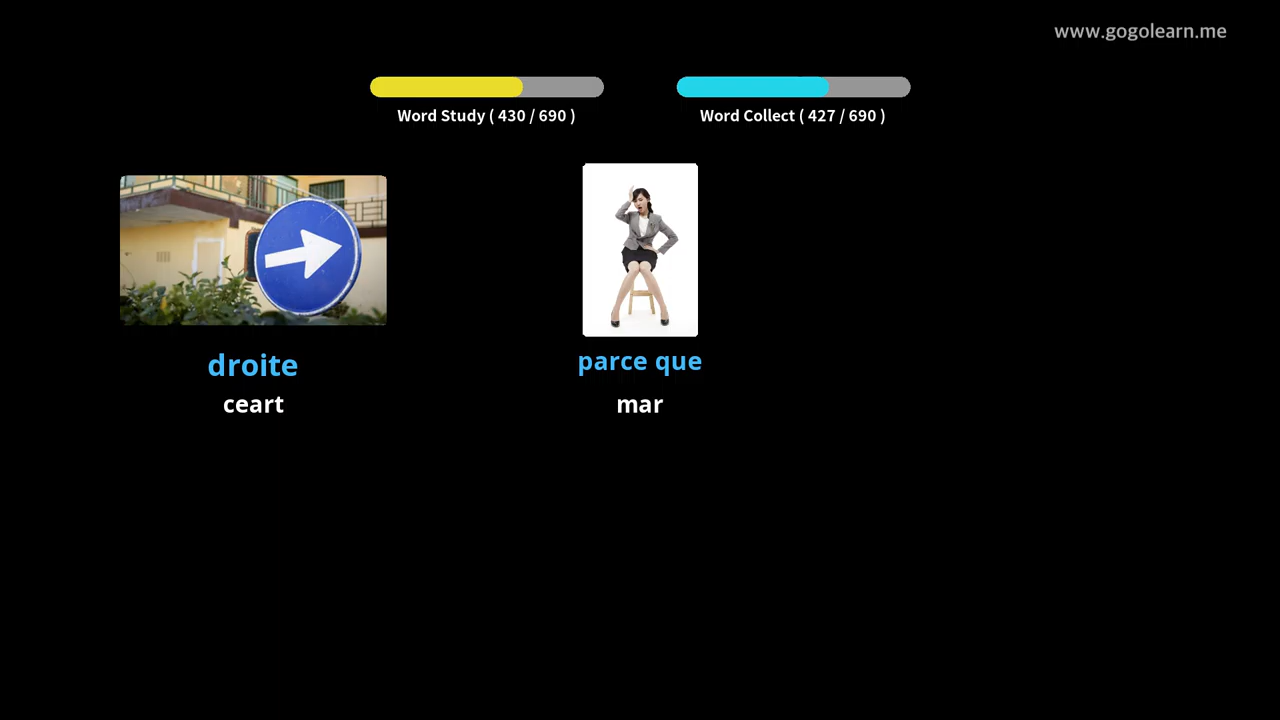 www.gogolearn.me
Word Study ( 430 / 690 )
Word Collect ( 427 / 690 )
droite
ceart
parce que
mar